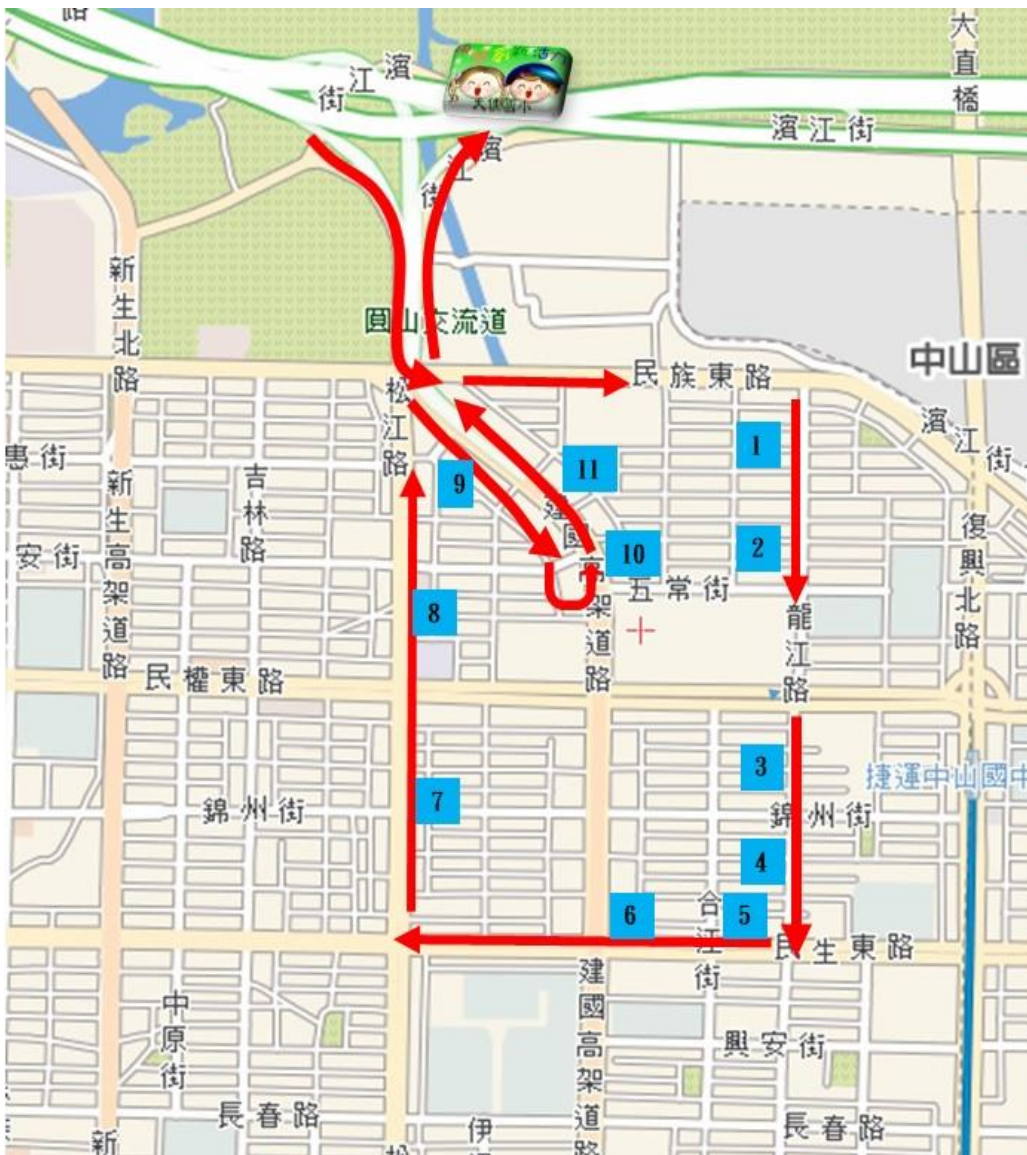 路
大直橋
濱江街
濱江街
濱江街
新生北路
圓山交流道
民族東路
中山區
松江路
濱江街
惠街
吉林路
新生高架道路
1
9
11
建國高架道路
2
10
安街
五常街
復興北路
8
龍江路
民權東路
3
捷運中山國中
7
錦州街
錦州街
4
合江街
6
5
民生東路
建國高架道路
中原街
興安街
長春路
長春路
伊
新
松